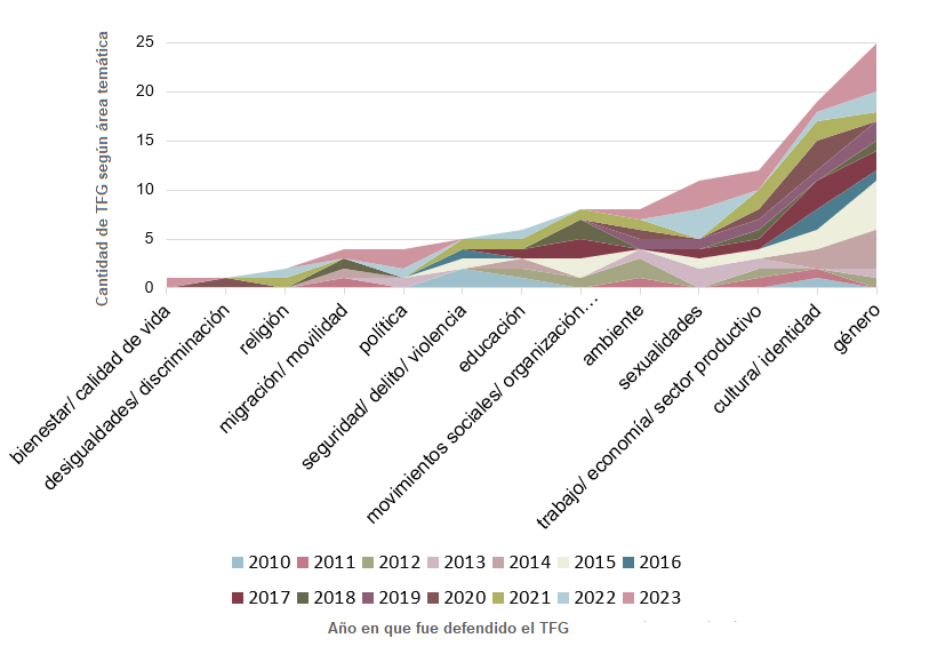 Cantidad de TFG según área temática
25
20
15
10
5
0
bienestar/ calidad de vida
desigualdades/ discriminación
religión
migración/ movilidad
política
seguridad/ delito/ violencia
educación
movimientos sociales/ organización…
ambiente
sexualidades
trabajo/ economía/ sector productivo
cultura/ identidad
género
2010 2011 2012 2013 2014 2015 2016
2017 2018 2019 2020 2021 2022 2023
Año en que fue defendido el TFG